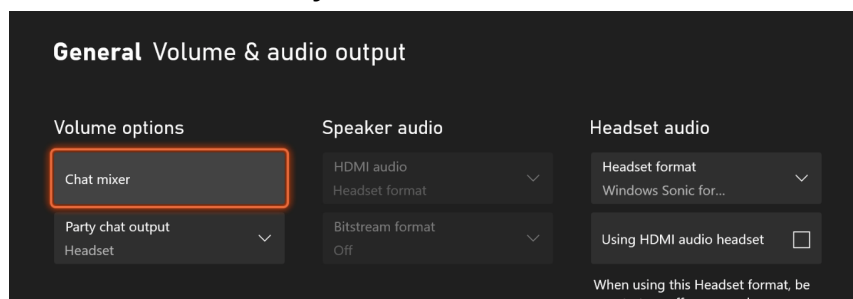 General Volume & audio output
Volume options
Chat mixer
Party chat output
Headset
Speaker audio
HDMI audio
Headset format
Bitstream format
Off
Headset audio
Headset format
Windows Sonic for...
Using HDMI audio headset
When using this Headset format, be